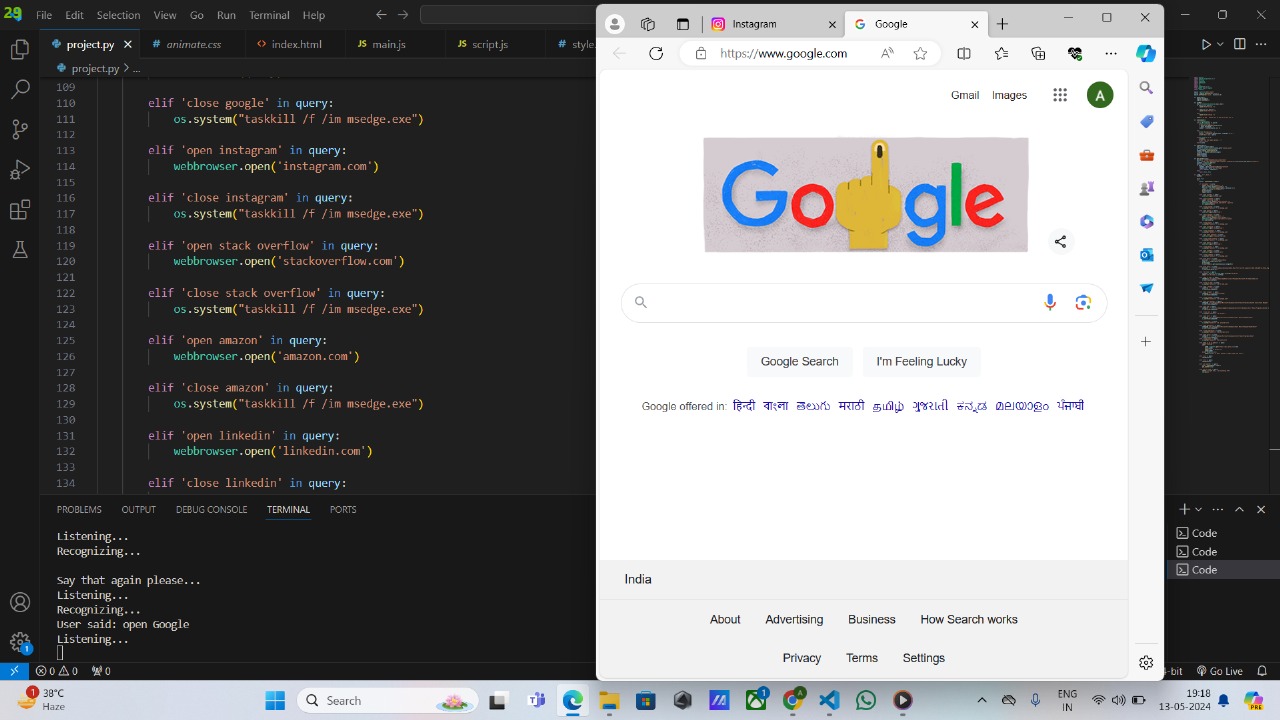 File Edit Selection View Go Run Terminal Help
project.py
animate.css
index.html
main.js
script.js
style.
project.py > ...
109
110 elif 'close google' in query:
111 os.system("taskkill /f /im msedge.exe")
112
113 elif 'open instagram' in query:
114 webbrowser.open('instagram')
115
116 elif 'close instagram' in query:
117 os.system("taskkill /f /im msedge.exe")
118
119 elif 'open stack overflow' in query:
120 webbrowser.open('stackoverflows.com')
121
122 elif 'close stack overflow' in query:
123 os.system("taskkill /f /im msedge.exe")
124
125 elif 'open amazon' in query:
126 webbrowser.open('amazon.com')
127
128 elif 'close amazon' in query:
129 os.system("taskkill /f /im msedge.exe")
130
131 elif 'open linkedin' in query:
132 webbrowser.open('linkedin.com')
133
134 elif 'close linkedin' in query:
PROBLEMS OUTPUT DEBUG CONSOLE TERMINAL PORTS
Listening...
Recognizing...
Say that again please...
Listening...
Recognizing...
User said: open Google
Listening...
Code
Code
Code
0 0 0
Go Live
Instagram
Google
https://www.google.com
Gmail Images
A
Google
Google Search
I'm Feeling Lucky
Google offered in: हिन्दी বাংলা తెలుగు मराठी தமிழ் ગુજરાતી ಕನ್ನಡ മലയാളം ਪੰਜਾਬੀ
India
About Advertising Business How Search works
Privacy Terms Settings
1
38°C
Haze
Search
1
ENG
IN
19:18
13-05-2024
PRE